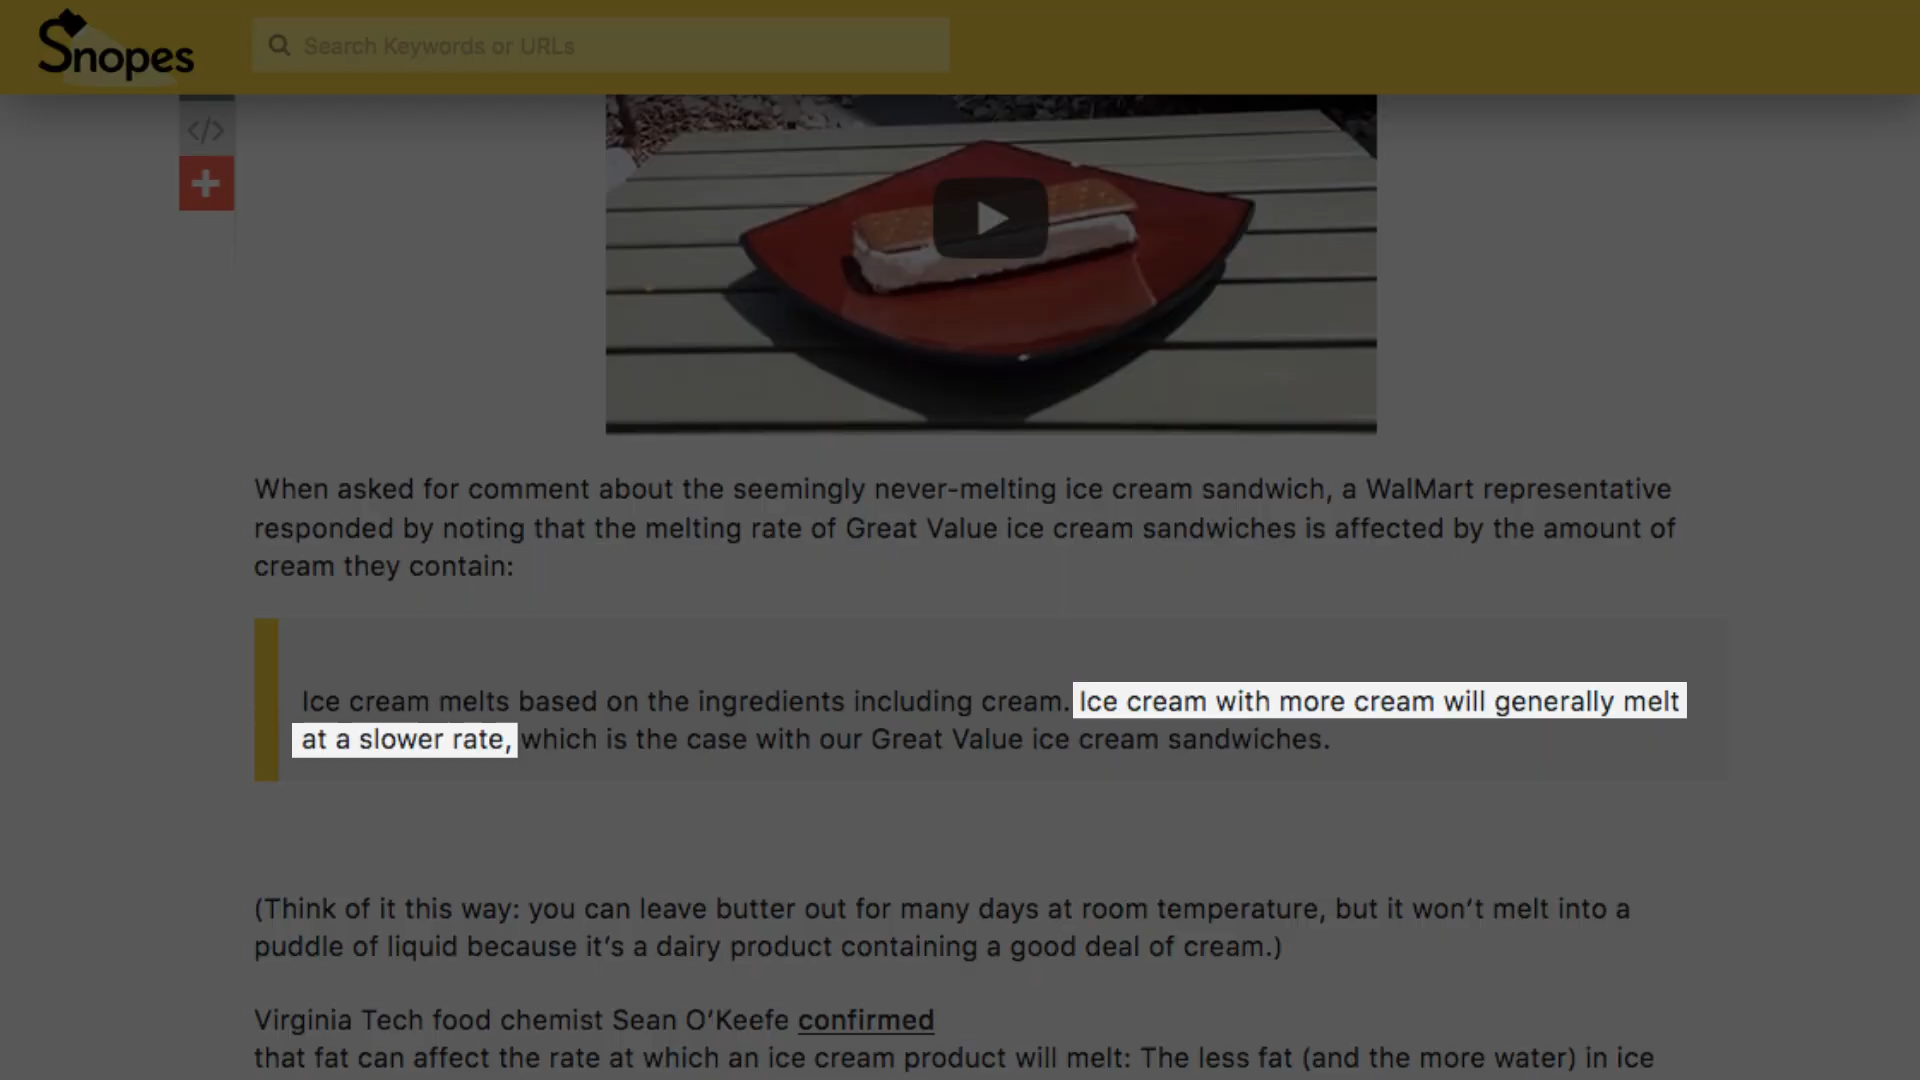 Snopes
Search Keywords or URLs
</>
When asked for comment about the seemingly never-melting ice cream sandwich, a WalMart representative
responded by noting that the melting rate of Great Value ice cream sandwiches is affected by the amount of
cream they contain:
Ice cream melts based on the ingredients including cream. Ice cream with more cream will generally melt
at a slower rate, which is the case with our Great Value ice cream sandwiches.
(Think of it this way: you can leave butter out for many days at room temperature, but it won’t melt into a
puddle of liquid because it’s a dairy product containing a good deal of cream.)
Virginia Tech food chemist Sean O’Keefe confirmed
that fat can affect the rate at which an ice cream product will melt: The less fat (and the more water) in ice